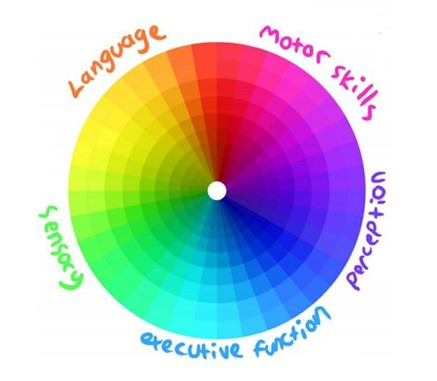 Language
Motor skills
perception
executive function
sensory